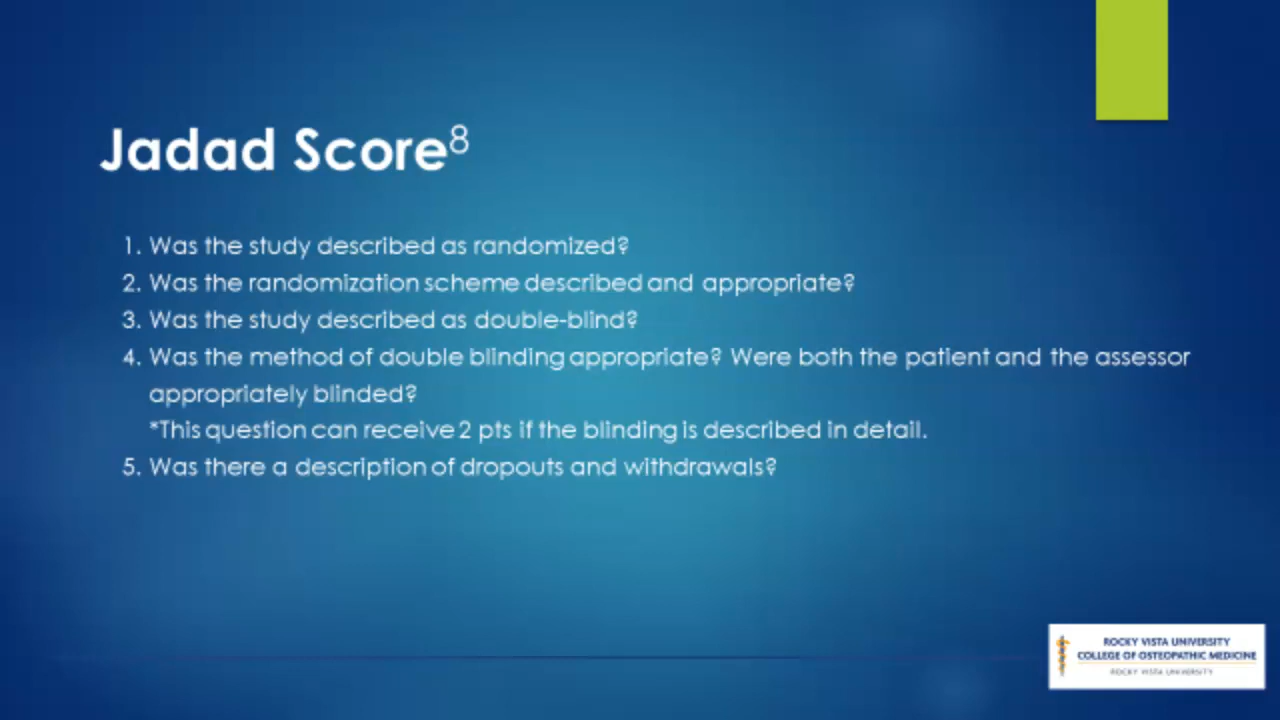 Jadad Score8
1. Was the study described as randomized?
2. Was the randomization scheme described and appropriate?
3. Was the study described as double-blind?
4. Was the method of double blinding appropriate? Were both the patient and the assessor
appropriately blinded?
*This question can receive 2 pts if the blinding is described in detail.
5. Was there a description of dropouts and withdrawals?
ROCKY VISTA UNIVERSITY
COLLEGE OF OSTEOPATHIC MEDICINE
ROCKY VISTA UNIVERSITY